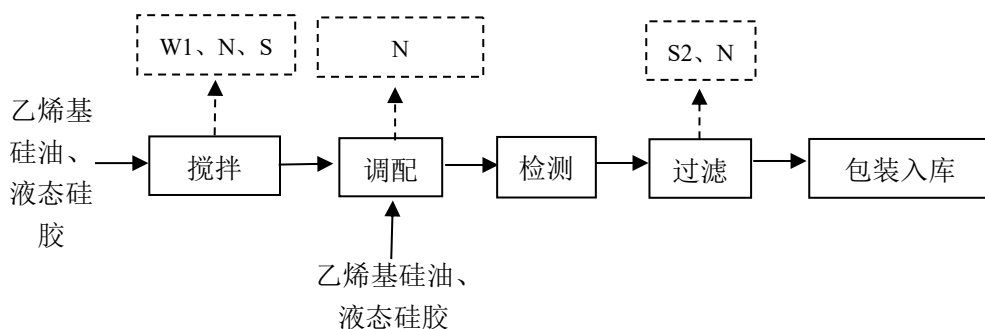 W1、N、S
N
S2、N
乙烯基
硅油、
液态硅
胶
搅拌
调配
检测
过滤
包装入库
乙烯基硅油、
液态硅胶